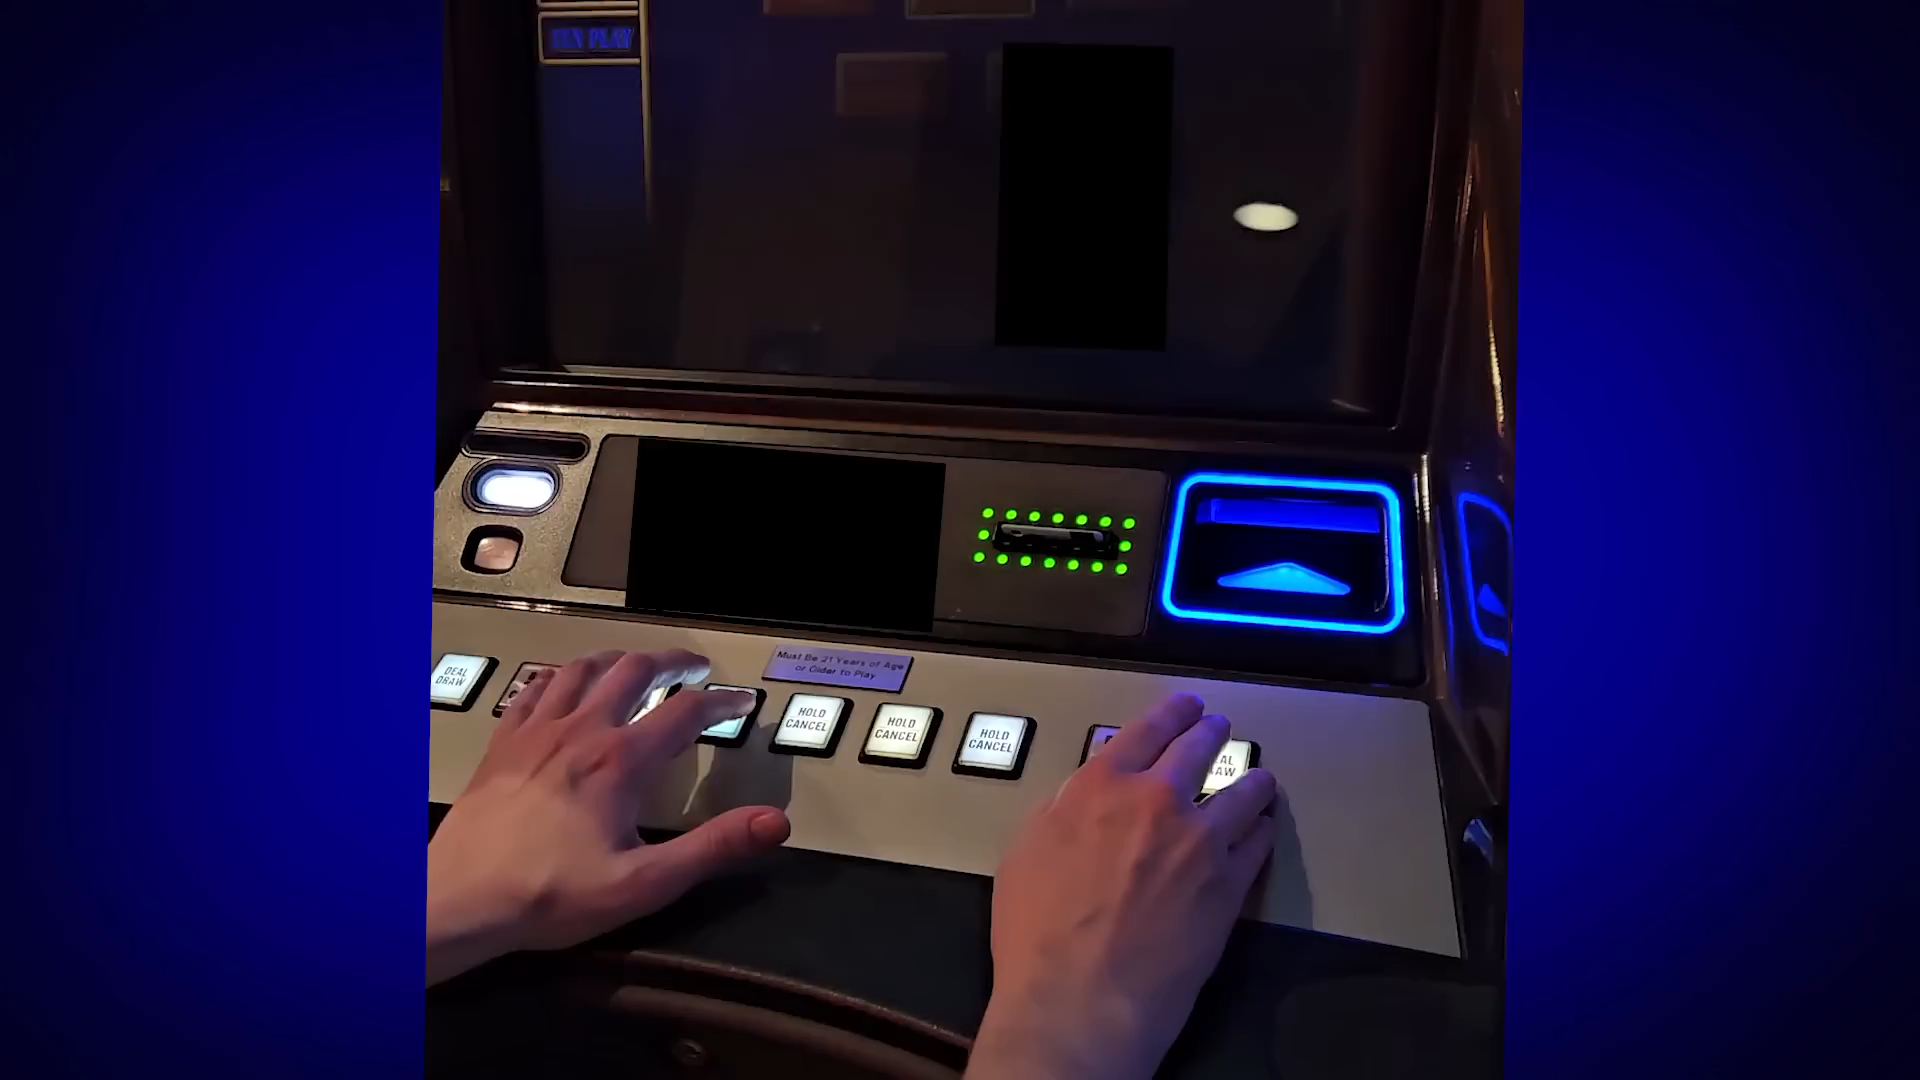 TEN PLAY
Must Be 21 Years of Age
or Older to Play
DEAL
DRAW
HOLD
CANCEL
HOLD
CANCEL
HOLD
CANCEL